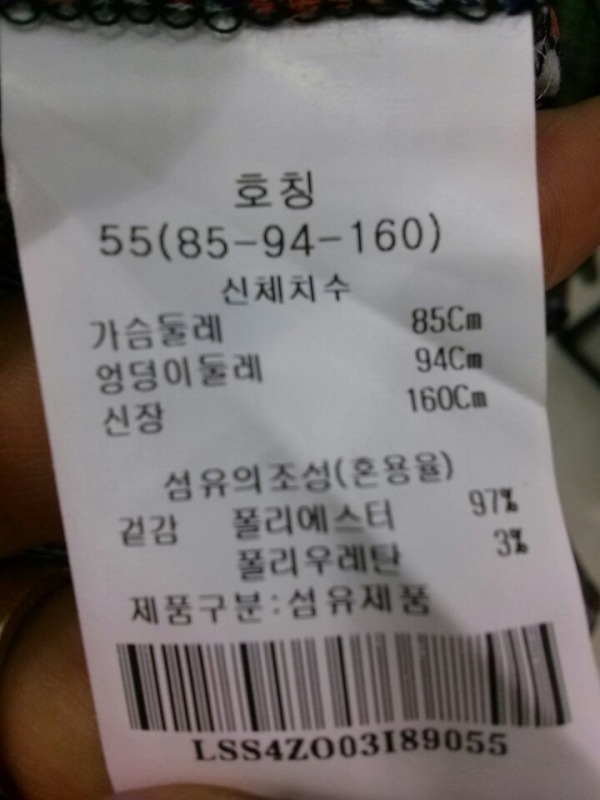 호칭
55(85-94-160)
신체치수
가슴둘레 85Cm
엉덩이둘레 94Cm
신장 160Cm
섬유의조성(혼용율)
겉감 폴리에스터 97%
폴리우레탄 3%
제품구분:섬유제품
LSS4ZO03I89055